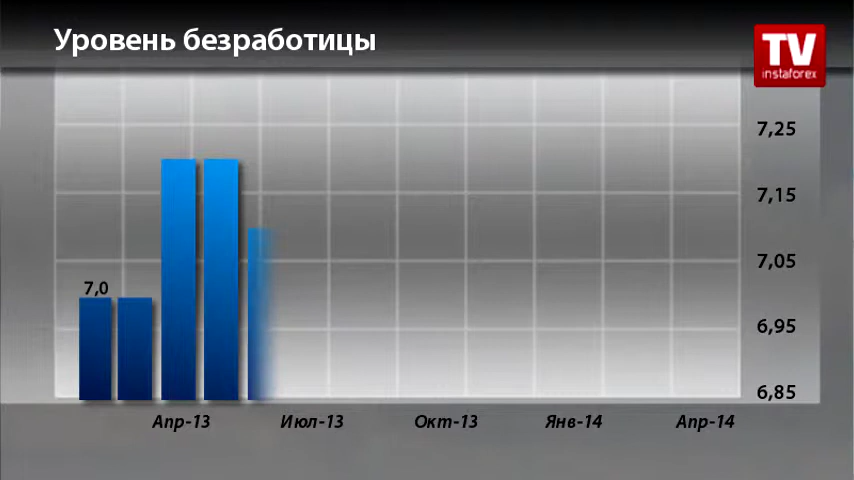 Уровень безработицы
TV
instaforex
7,25
7,15
7,05
7,0
6,95
6,85
Апр-13 Июл-13 Окт-13 Янв-14 Апр-14